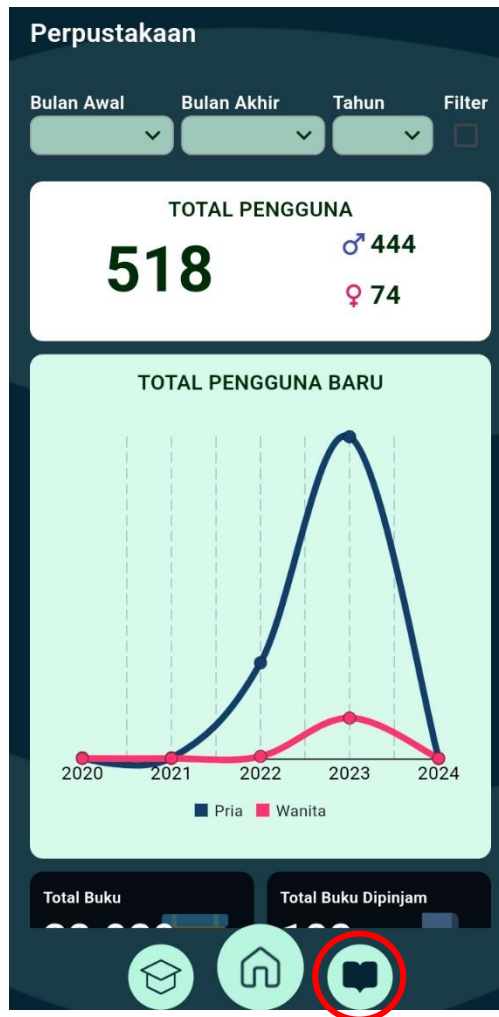 Perpustakaan
Bulan Awal Bulan Akhir Tahun Filter
TOTAL PENGGUNA
518
444
74
TOTAL PENGGUNA BARU
2020 2021 2022 2023 2024
Pria Wanita
Total Buku Total Buku Dipinjam